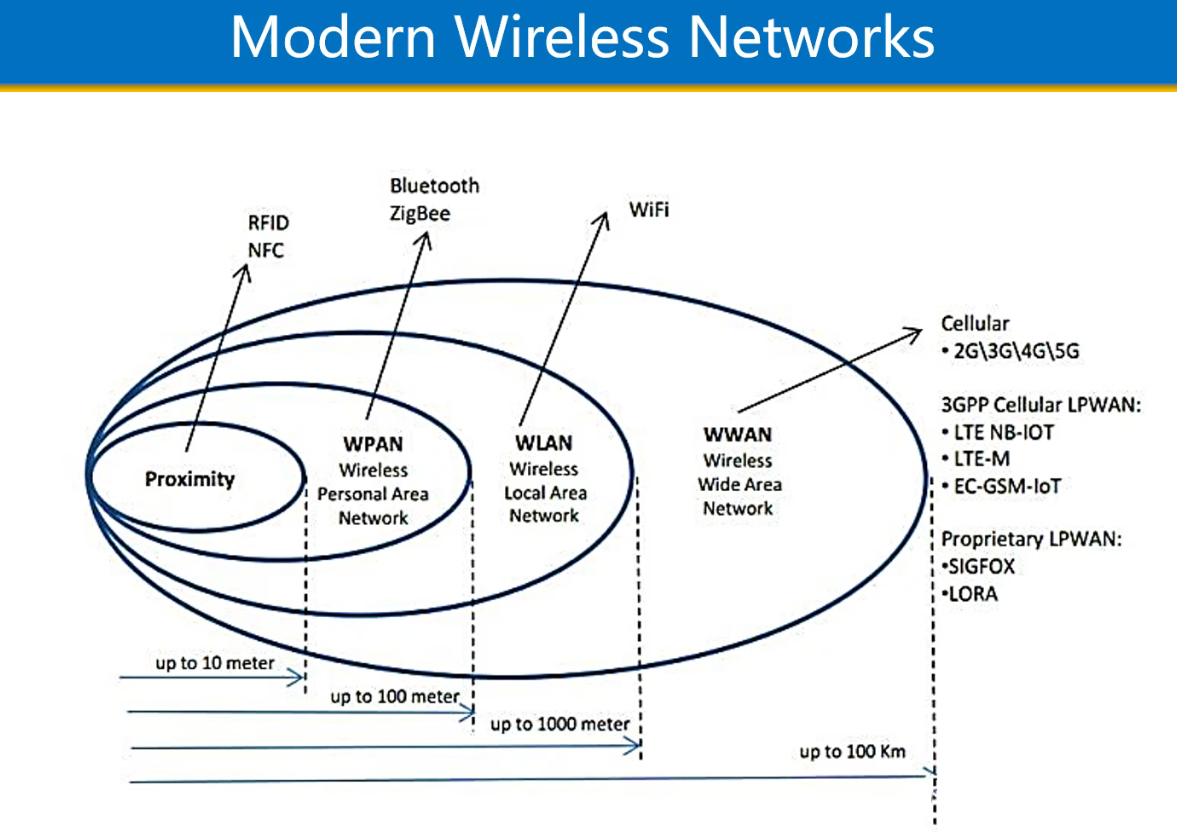 Modern Wireless Networks
RFID
NFC
Bluetooth
ZigBee
WiFi
Cellular
• 2G\3G\4G\5G
3GPP Cellular LPWAN:
• LTE NB-IOT
• LTE-M
• EC-GSM-IoT
Proprietary LPWAN:
•SIGFOX
•LORA
Proximity
WPAN
Wireless
Personal Area
Network
WLAN
Wireless
Local Area
Network
WWAN
Wireless
Wide Area
Network
up to 10 meter
up to 100 meter
up to 1000 meter
up to 100 Km